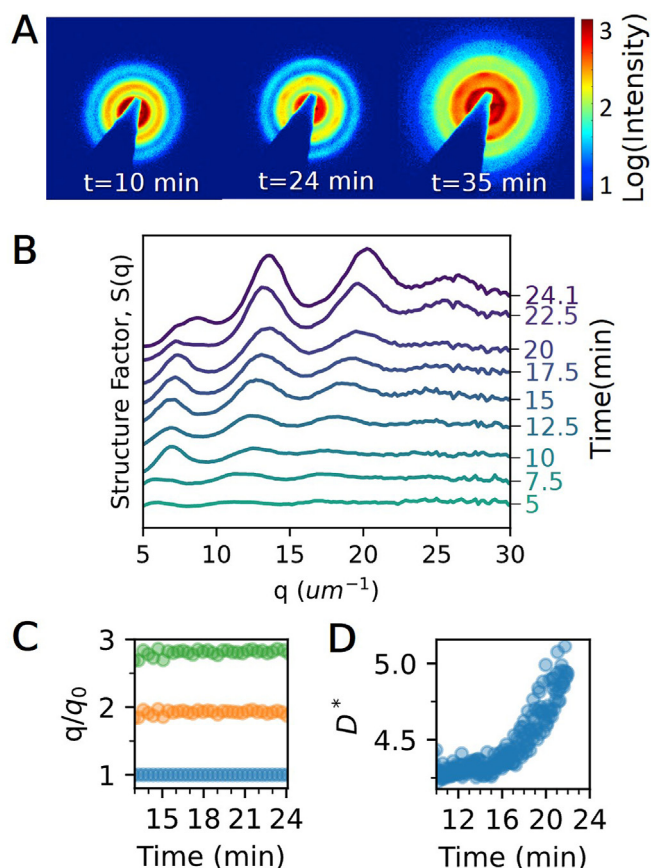 A
t=10 min
t=24 min
t=35 min
3
2
1
Log(Intensity)
B
Structure Factor, S(q)
24.1
22.5
20
17.5
15
12.5
10
7.5
5
Time(min)
5 10 15 20 25 30
q (um⁻¹)
C
q/q₀
3
2
1
15 18 21 24
Time (min)
D
D*
5.0
4.5
12 16 20 24
Time (min)